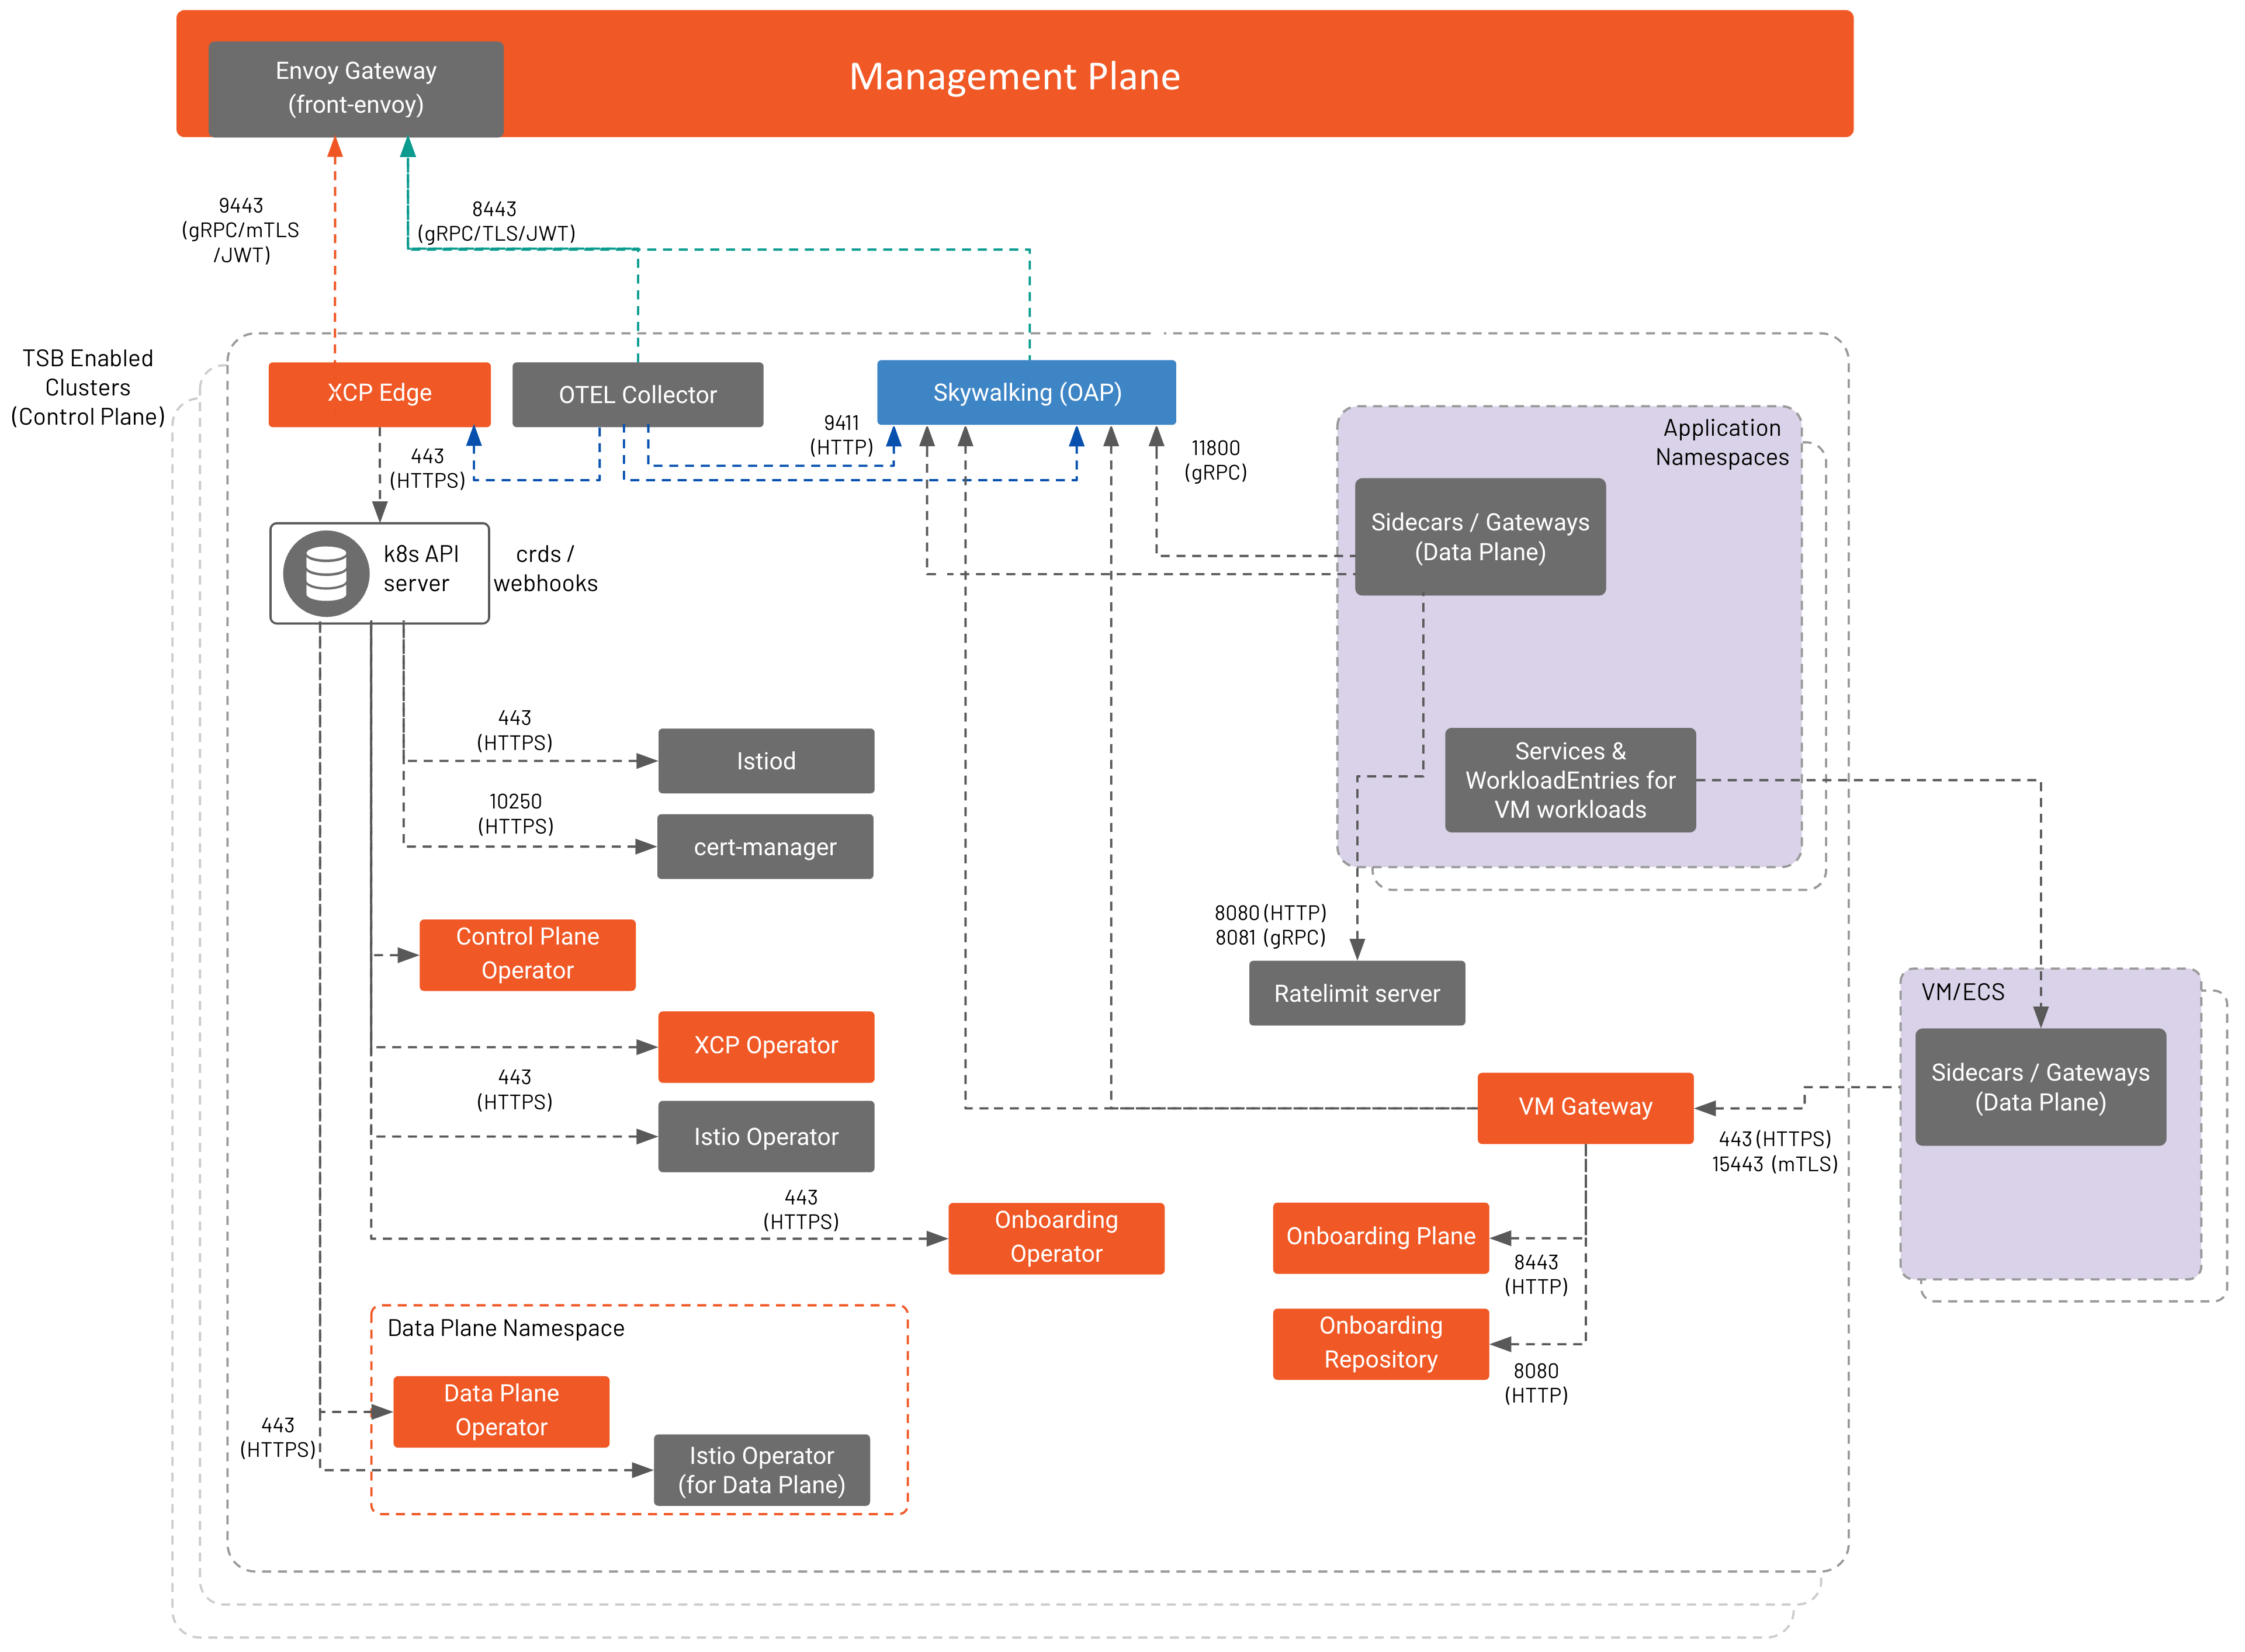 Management Plane
Envoy Gateway
(front-envoy)
9443
(gRPC/mTLS
/JWT)
8443
(gRPC/TLS/JWT)
TSB Enabled
Clusters
(Control Plane)
XCP Edge
OTEL Collector
Skywalking (OAP)
443
(HTTPS)
9411
(HTTP)
11800
(gRPC)
Application
Namespaces
Sidecars / Gateways
(Data Plane)
k8s API
server
crds /
webhooks
443
(HTTPS)
Istiod
Services &
WorkloadEntries for
VM workloads
10250
(HTTPS)
cert-manager
8080 (HTTP)
8081 (gRPC)
Control Plane
Operator
Ratelimit server
VM/ECS
Sidecars / Gateways
(Data Plane)
XCP Operator
443
(HTTPS)
Istio Operator
VM Gateway
443 (HTTPS)
15443 (mTLS)
443
(HTTPS)
Onboarding
Operator
Onboarding Plane
8443
(HTTP)
Onboarding
Repository
8080
(HTTP)
Data Plane Namespace
Data Plane
Operator
443
(HTTPS)
Istio Operator
(for Data Plane)